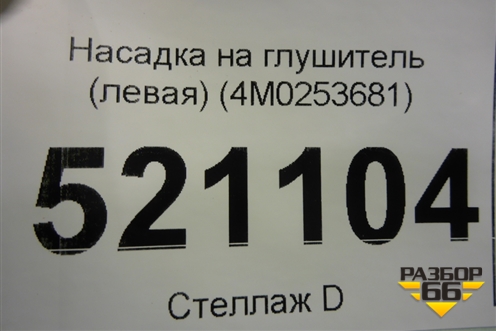 Насадка на глушитель
(левая) (4M0253681)
521104
Стеллаж D
РАЗБОР
66